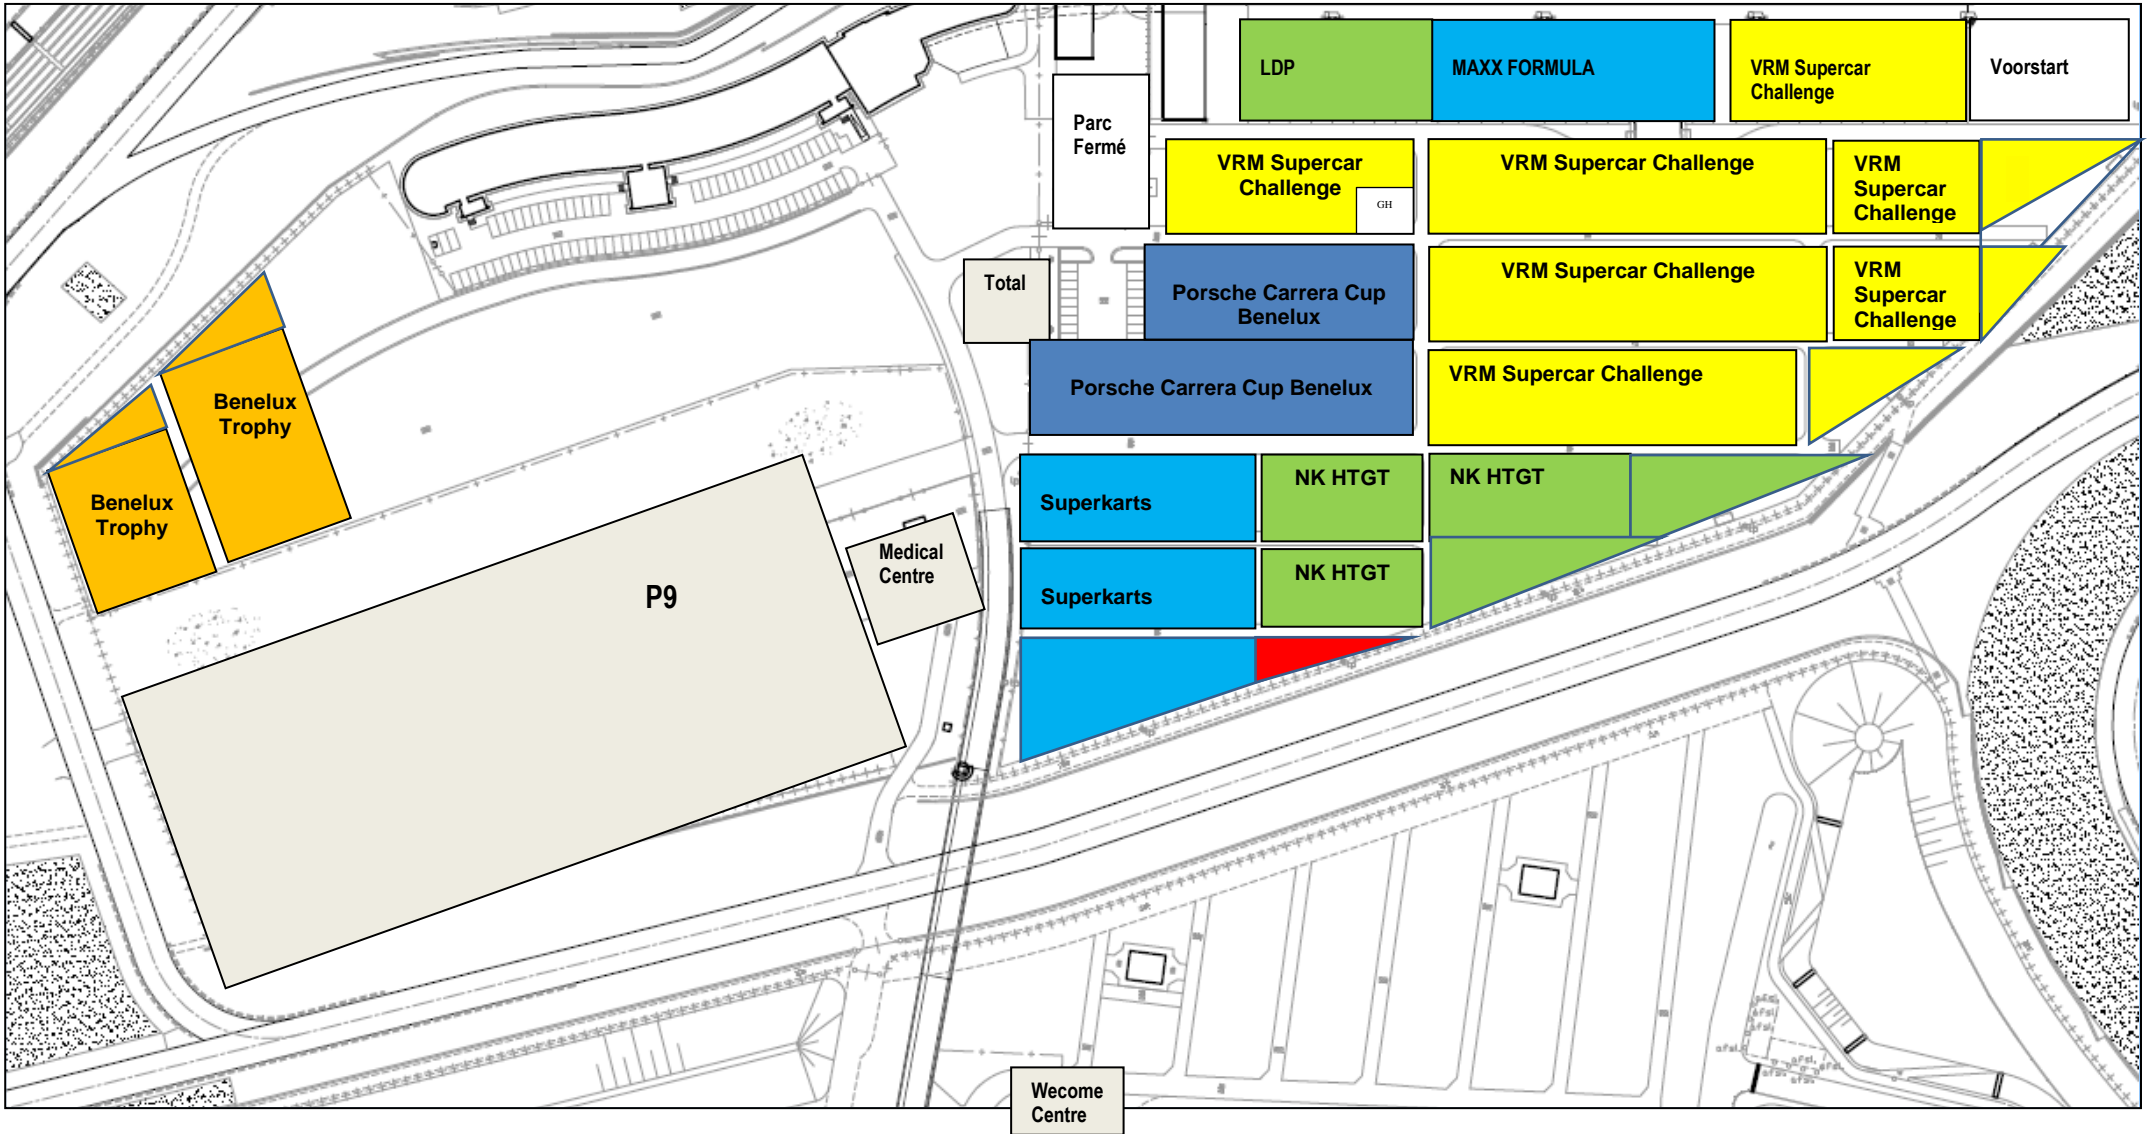 LDP
MAXX FORMULA
VRM Supercar
Challenge
Voorstart
Parc
Fermé
VRM Supercar
Challenge
GH
VRM Supercar Challenge
VRM
Supercar
Challenge
Total
Porsche Carrera Cup
Benelux
VRM Supercar Challenge
VRM
Supercar
Challenge
Porsche Carrera Cup Benelux
VRM Supercar Challenge
Benelux
Trophy
Benelux
Trophy
Superkarts
NK HTGT
NK HTGT
Medical
Centre
Superkarts
NK HTGT
P9
Wecome
Centre